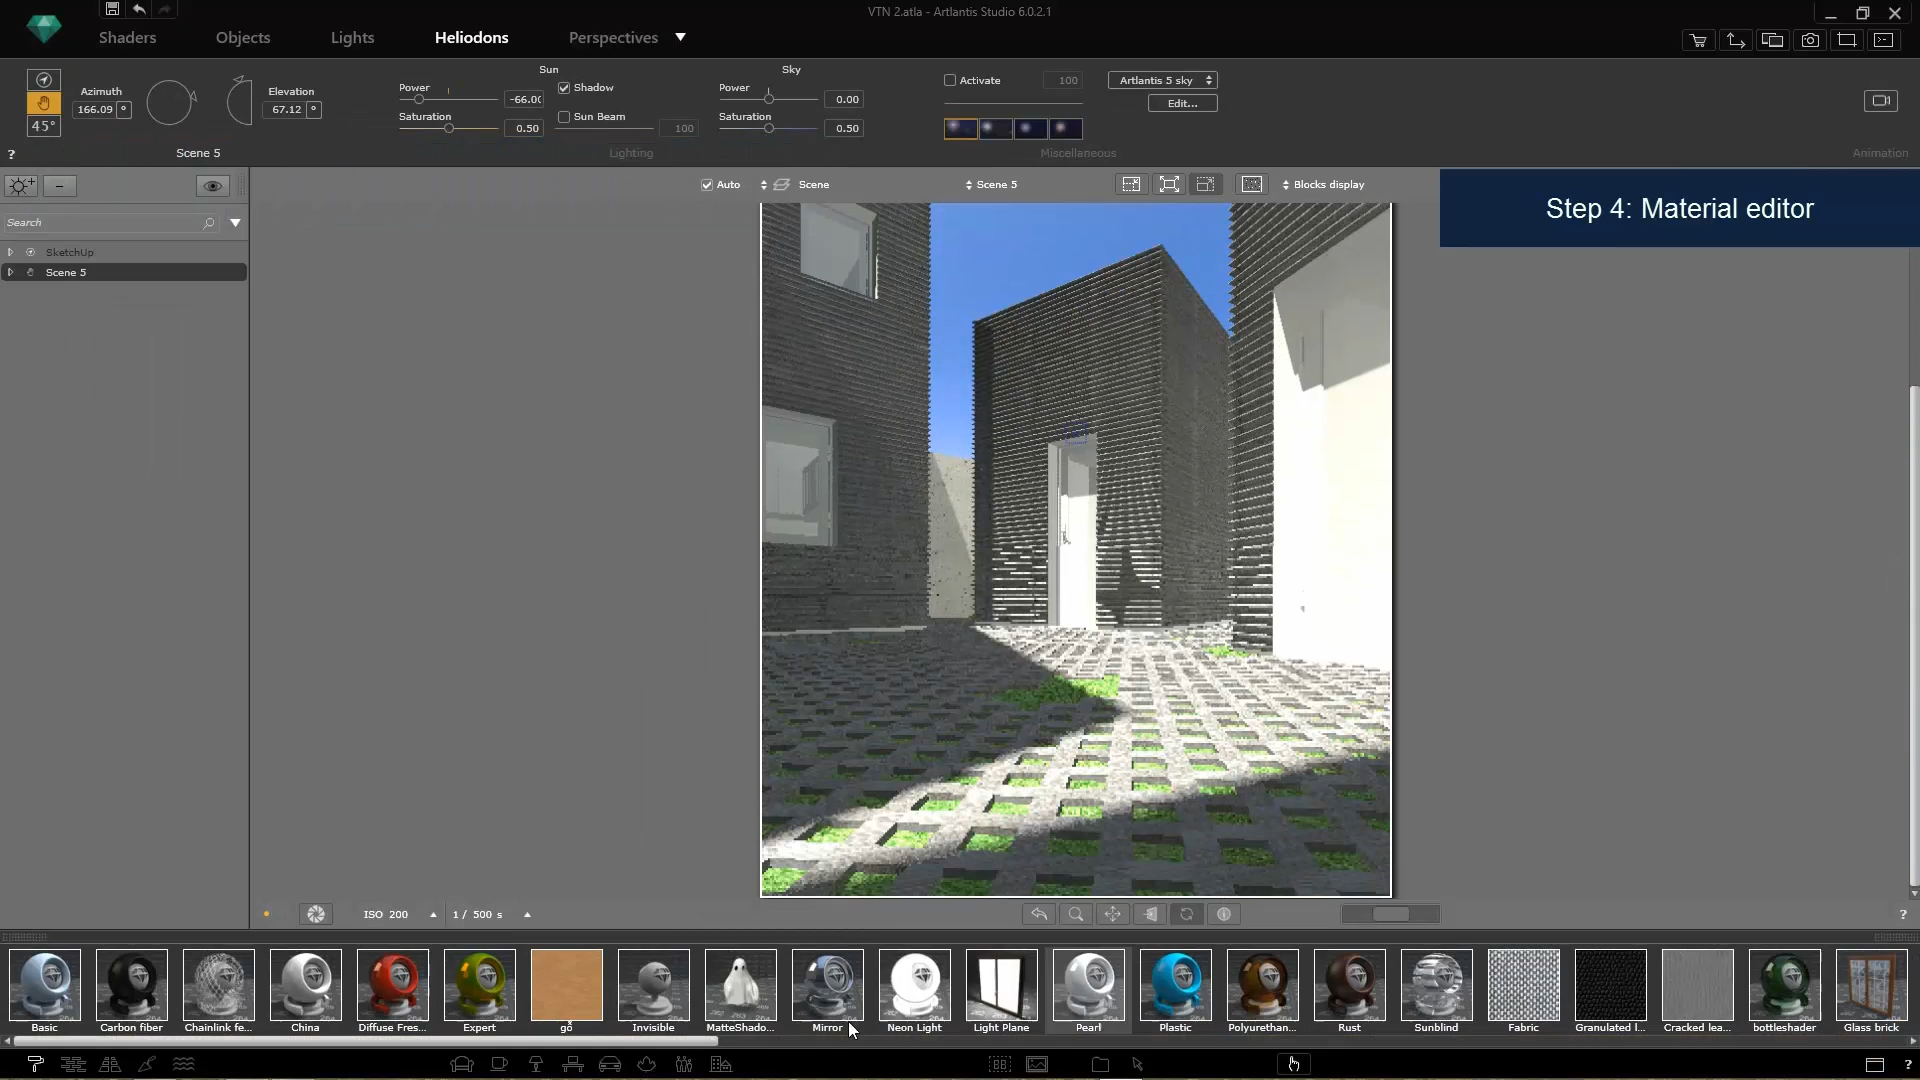 VTN 2.atla - Artlantis Studio 6.0.2.1
Shaders
Objects
Lights
Heliodons
Perspectives
Azimuth
166.09 °
45°
Elevation
67.12 °
Sun
Power
-66.0
Shadow
Saturation
0.50
Sun Beam
100
Sky
Power
0.00
Saturation
0.50
Activate
100
Artlantis 5 sky
Edit...
?
Scene 5
Lighting
Miscellaneous
Animation
Auto
Scene
Scene 5
Blocks display
Step 4: Material editor
Search
SketchUp
Scene 5
ISO 200
1 / 500 s
?
Basic
Carbon fiber
Chainlink fe...
China
Diffuse Fres...
Expert
gỗ
Invisible
MatteShado...
Mirror
Neon Light
Light Plane
Pearl
Plastic
Polyurethan...
Rust
Sunblind
Fabric
Granulated l...
Cracked lea...
bottleshader
Glass brick
?